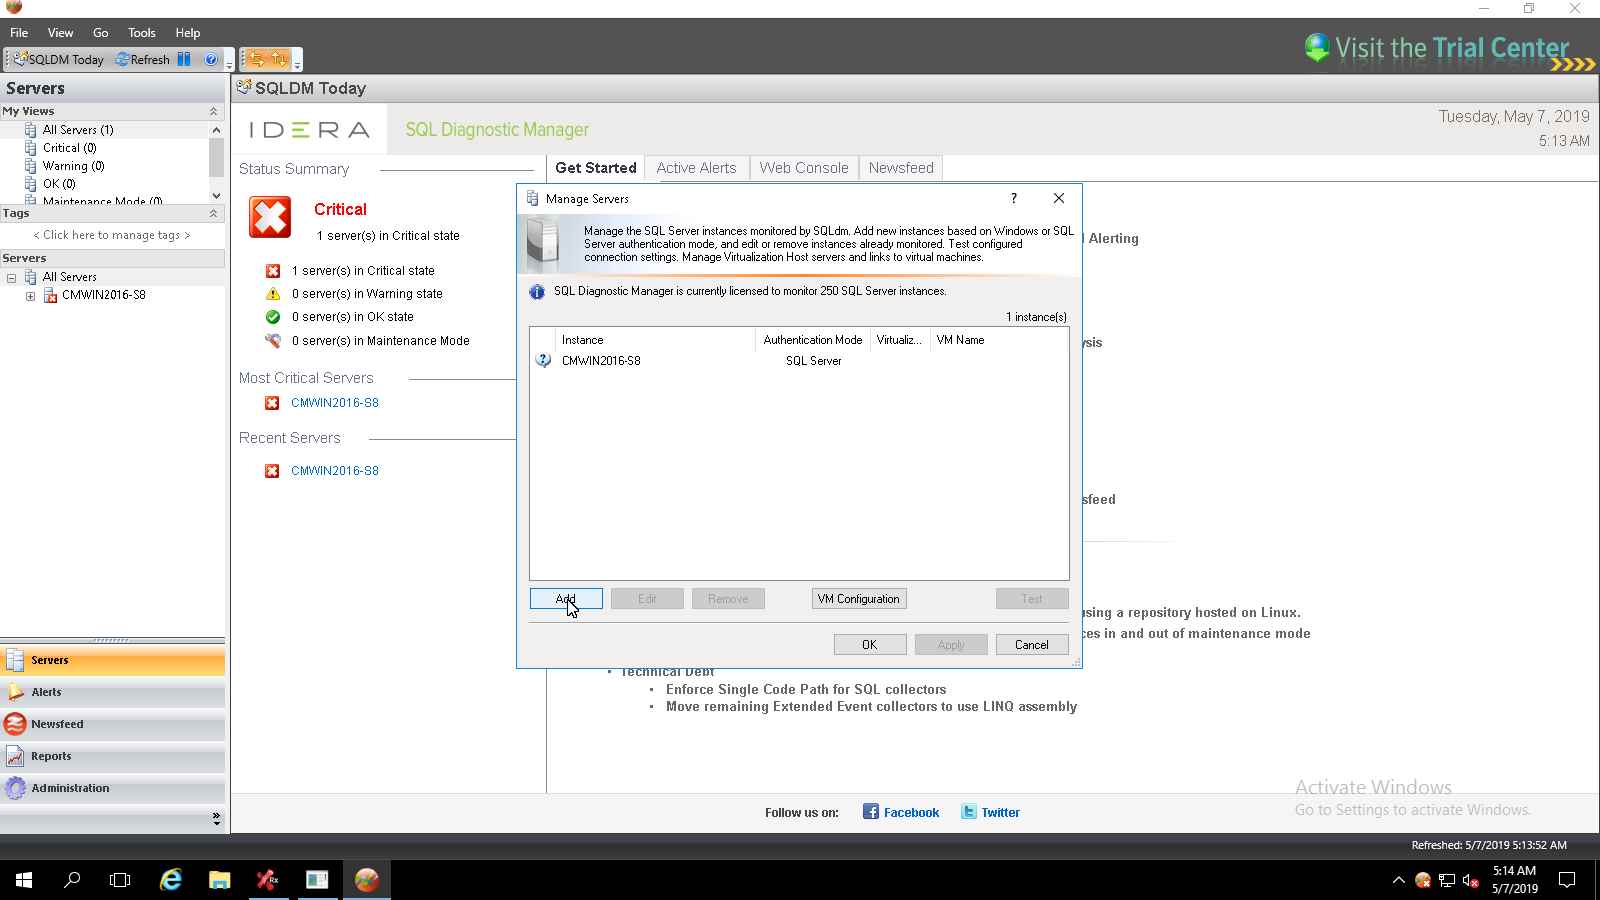 File View Go Tools Help
Visit the Trial Center
SQLDM Today Refresh
Servers
My Views
All Servers (1)
Critical (0)
Warning (0)
OK (0)
Maintenance Mode (0)
Tags
< Click here to manage tags >
Servers
All Servers
CMWIN2016-S8
Servers
Alerts
Newsfeed
Reports
Administration
SQLDM Today
IDERA
SQL Diagnostic Manager
Tuesday, May 7, 2019
5:13 AM
Status Summary
Critical
1 server(s) in Critical state
1 server(s) in Critical state
0 server(s) in Warning state
0 server(s) in OK state
0 server(s) in Maintenance Mode
Most Critical Servers
CMWIN2016-S8
Recent Servers
CMWIN2016-S8
Get Started Active Alerts Web Console Newsfeed
Manage Servers ?
Manage the SQL Server instances monitored by SQLdm. Add new instances based on Windows or SQL
Server authentication mode, and edit or remove instances already monitored. Test configured
connection settings. Manage Virtualization Host servers and links to virtual machines.
SQL Diagnostic Manager is currently licensed to monitor 250 SQL Server instances.
1 instance(s)
Instance Authentication Mode Virtualiz... VM Name
CMWIN2016-S8 SQL Server
Add Edit Remove VM Configuration Test
OK Apply Cancel
Alerting
ysis
sfeed
using a repository hosted on Linux.
ces in and out of maintenance mode
• Technical Debt
• Enforce Single Code Path for SQL collectors
• Move remaining Extended Event collectors to use LINQ assembly
Activate Windows
Go to Settings to activate Windows.
Follow us on: Facebook Twitter
Refreshed: 5/7/2019 5:13:52 AM
5:14 AM
5/7/2019